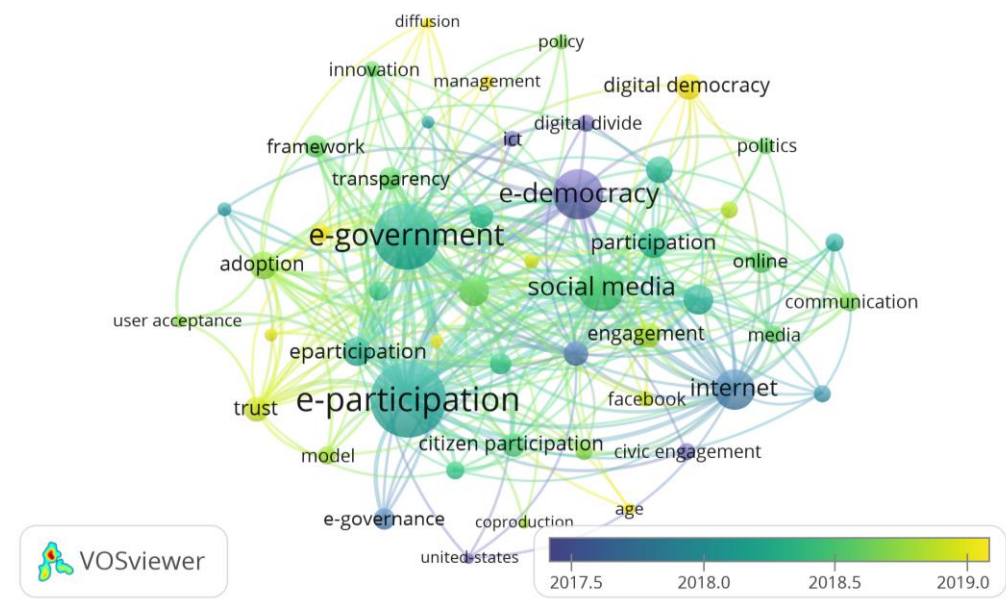 diffusion
policy
innovation
management
digital democracy
digital divide
ict
politics
framework
transparency
e-democracy
e-government
participation
adoption
online
social media
communication
user acceptance
engagement
media
eparticipation
internet
e-participation
facebook
trust
citizen participation
civic engagement
model
age
e-governance
coproduction
united-states
VOSviewer
2017.5
2018.0
2018.5
2019.0